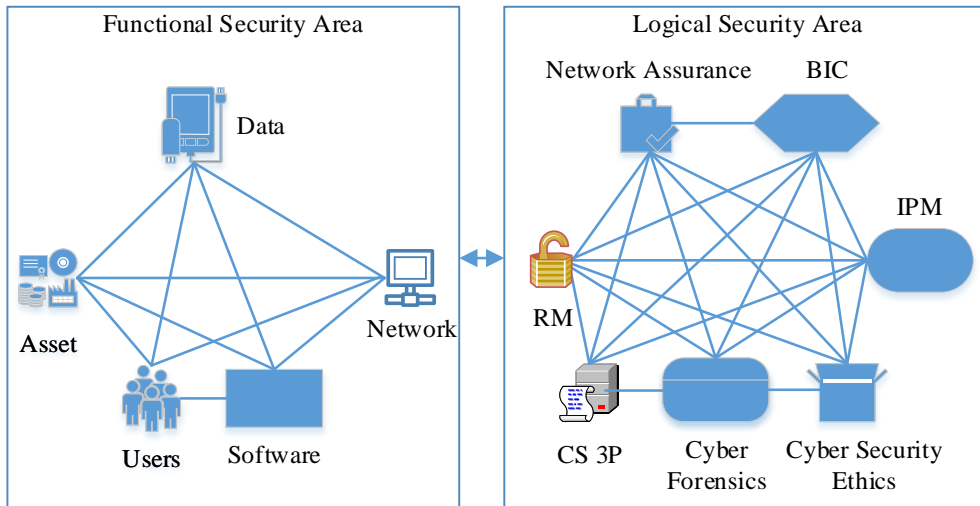 Functional Security Area
Data
Asset
Network
Users
Software
Logical Security Area
Network Assurance
BIC
IPM
RM
CS 3P
Cyber
Forensics
Cyber Security
Ethics